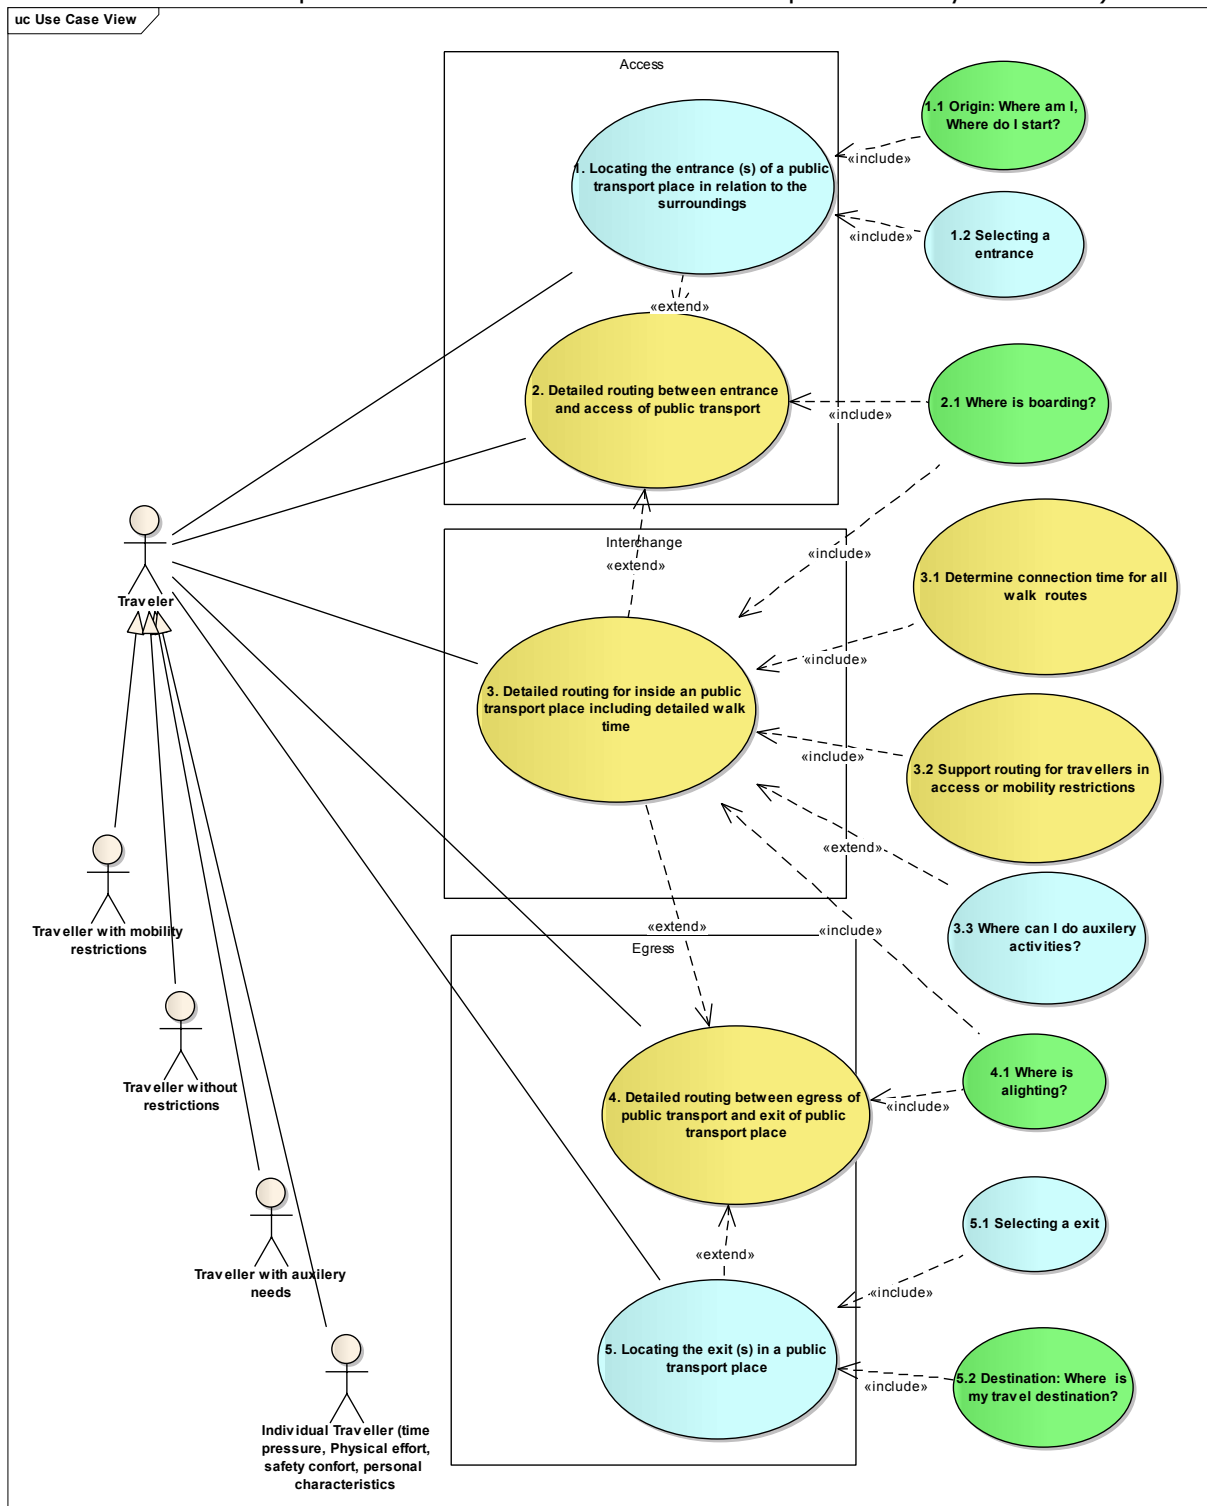 uc Use Case View
Access
1.1 Origin: Where am I,
Where do I start?
«include»
1. Locating the entrance (s) of a public
transport place in relation to the
surroundings
1.2 Selecting a
entrance
«include»
«extend»
2. Detailed routing between entrance
and access of public transport
2.1 Where is boarding?
«include»
Interchange
«extend»
«include»
3.1 Determine connection time for all
walk routes
Traveler
«include»
3. Detailed routing for inside an public
transport place including detailed walk
time
«include»
3.2 Support routing for travellers in
access or mobility restrictions
«extend»
3.3 Where can I do auxilery
activities?
Traveller with mobility
restrictions
«extend»
«include»
Egress
Traveller without
restrictions
4.1 Where is
alighting?
4. Detailed routing between egress of
public transport and exit of public
transport place
«include»
5.1 Selecting a exit
«extend»
Traveller with auxilery
needs
«include»
5. Locating the exit (s) in a public
transport place
5.2 Destination: Where is
my travel destination?
«include»
Individual Traveller (time
pressure, Physical effort,
safety confort, personal
characteristics